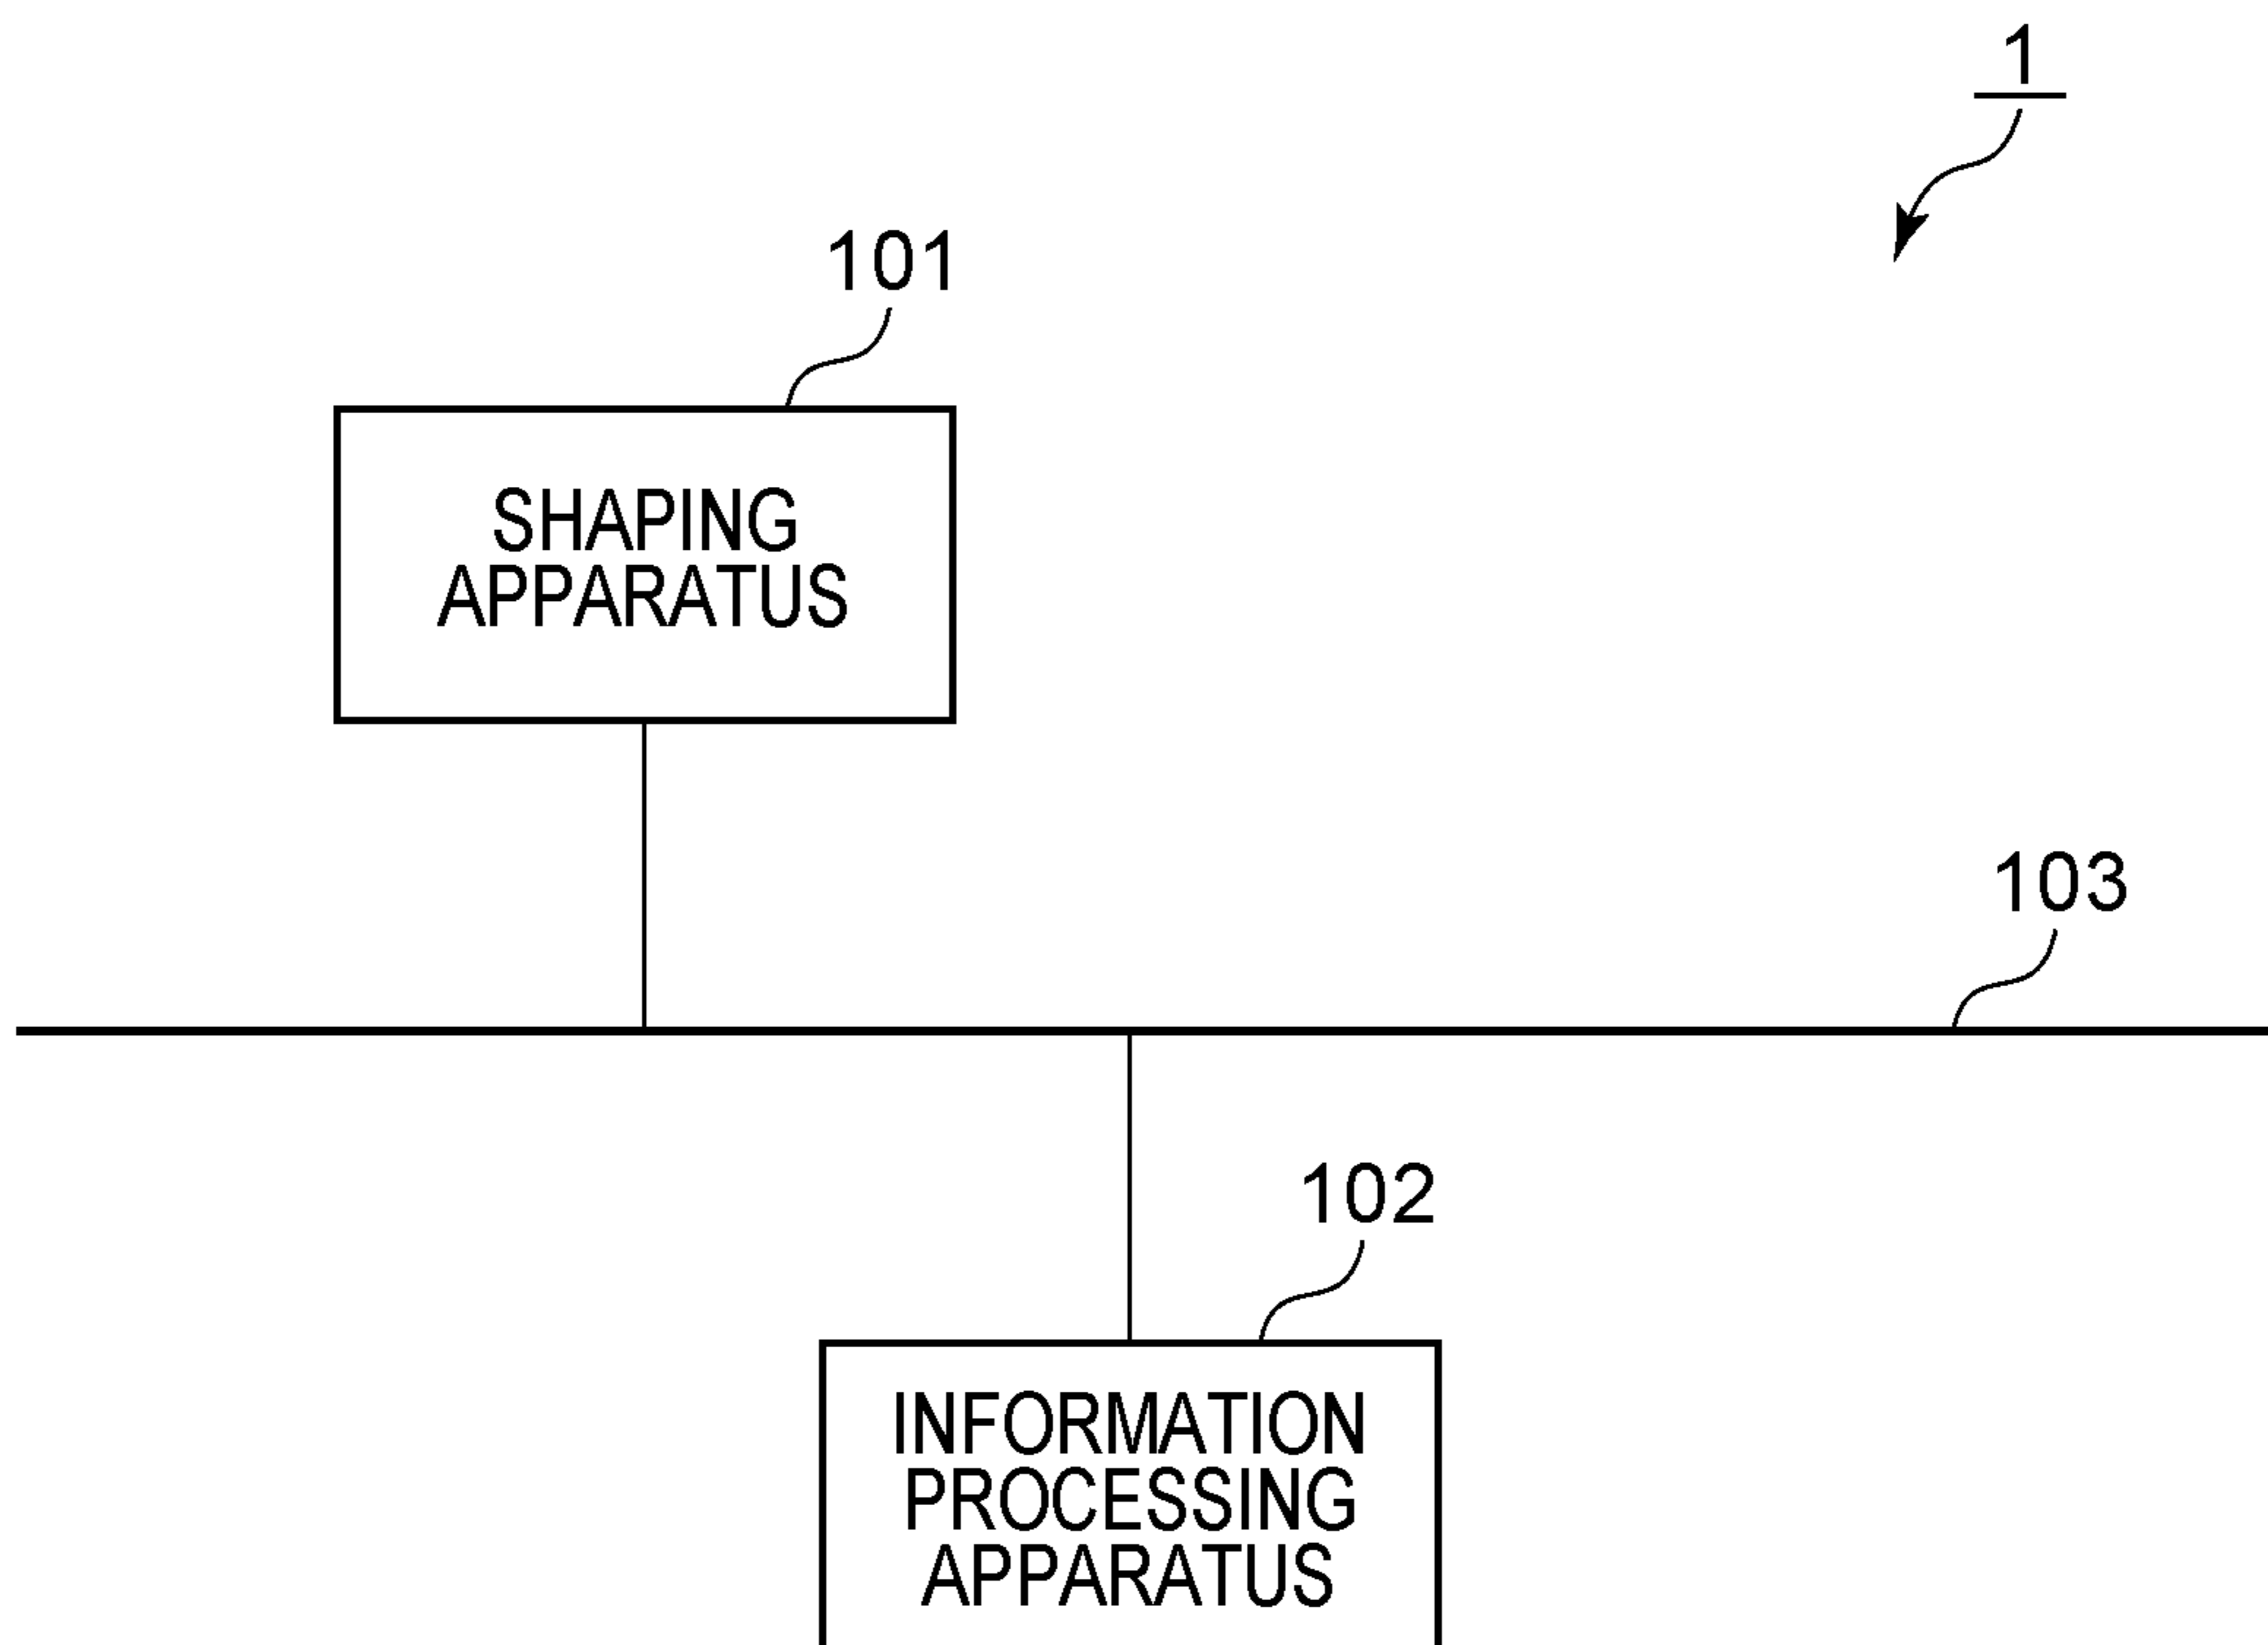 1
101
SHAPING
APPARATUS
103
102
INFORMATION
PROCESSING
APPARATUS